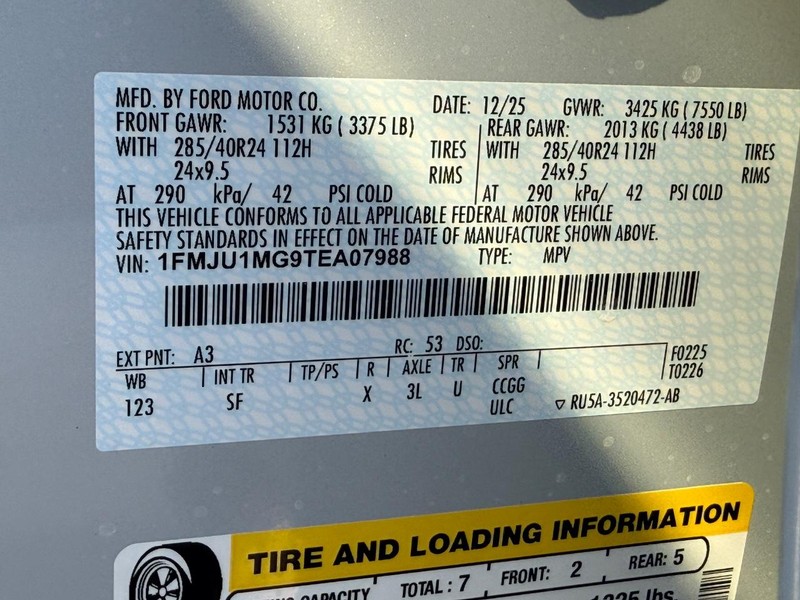 MFD. BY FORD MOTOR CO. DATE: 12/25 GVWR: 3425 KG ( 7550 LB)
FRONT GAWR: 1531 KG ( 3375 LB) REAR GAWR: 2013 KG ( 4438 LB)
WITH 285/40R24 112H TIRES WITH 285/40R24 112H TIRES
24x9.5 RIMS 24x9.5 RIMS
AT 290 kPa/ 42 PSI COLD AT 290 kPa/ 42 PSI COLD
THIS VEHICLE CONFORMS TO ALL APPLICABLE FEDERAL MOTOR VEHICLE
SAFETY STANDARDS IN EFFECT ON THE DATE OF MANUFACTURE SHOWN ABOVE.
VIN: 1FMJU1MG9TEA07988 TYPE: MPV
EXT PNT: A3 RC: 53 DSO:
WB INT TR TP/PS R AXLE TR SPR F0225
123 SF X 3L U CCGG T0226
ULC RU5A-3520472-AB
TIRE AND LOADING INFORMATION
CAPACITY TOTAL : 7 FRONT: 2 REAR: 5
lbs.